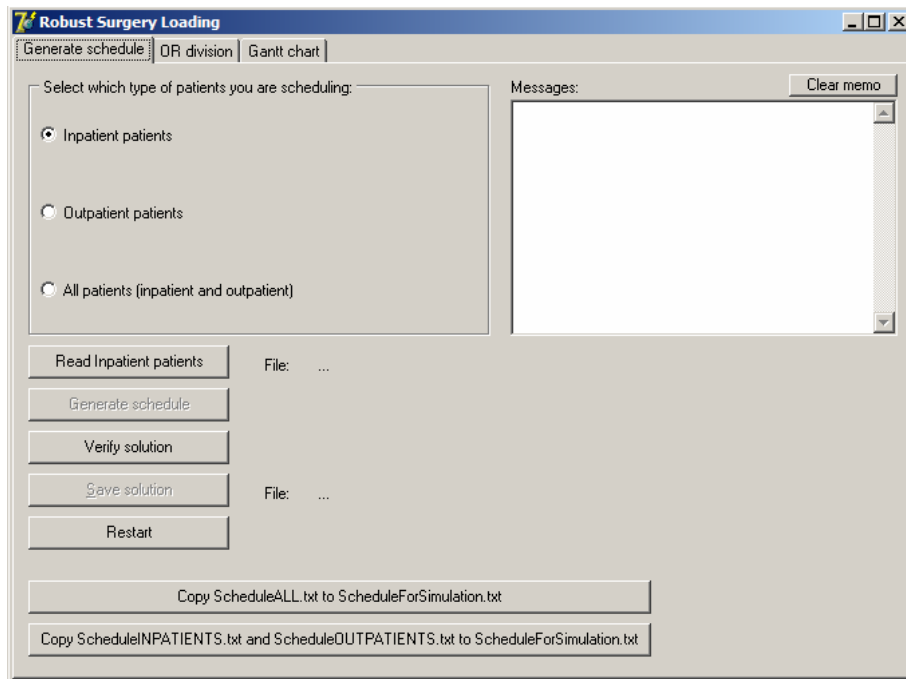 Robust Surgery Loading
Generate schedule OR division Gantt chart
Select which type of patients you are scheduling:
Messages:
Clear memo
Inpatient patients
Outpatient patients
All patients (inpatient and outpatient)
Read Inpatient patients
File: ...
Generate schedule
Verify solution
Save solution
File: ...
Restart
Copy ScheduleALL.txt to ScheduleForSimulation.txt
Copy ScheduleINPATIENTS.txt and ScheduleOUTPATIENTS.txt to ScheduleForSimulation.txt